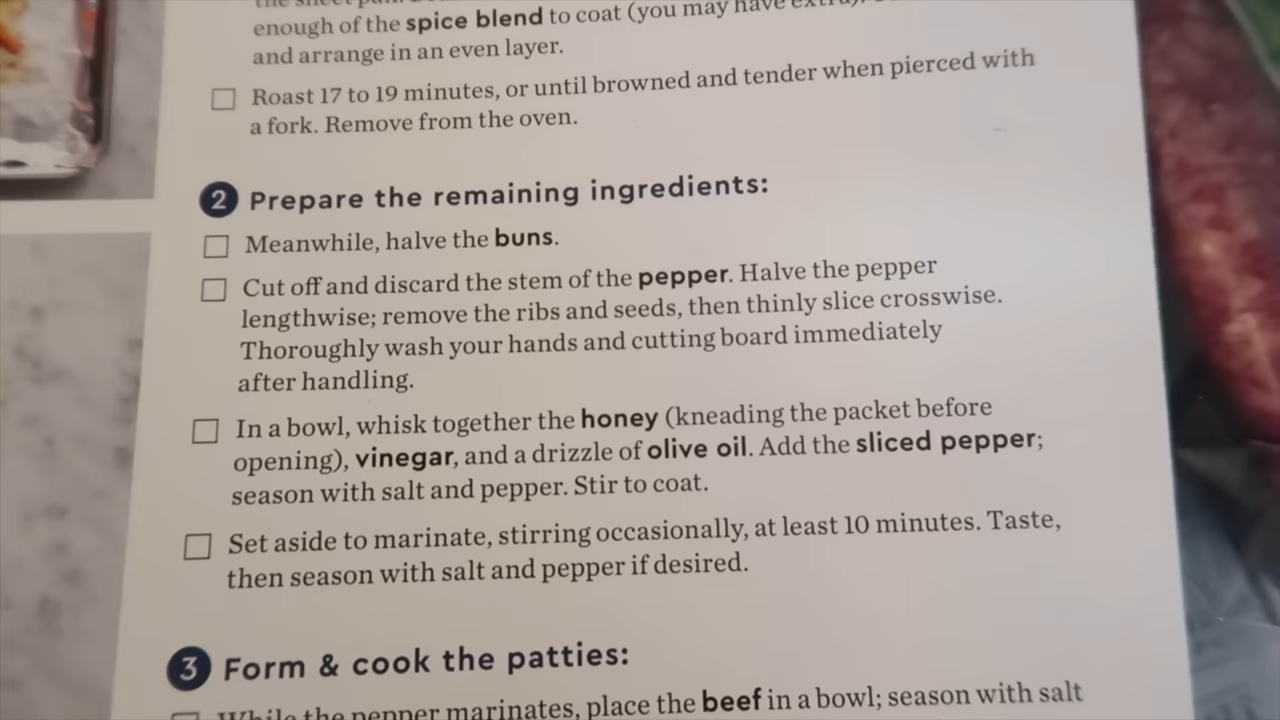 the sheet pan.
enough of the spice blend to coat (you may have extra).
and arrange in an even layer.
Roast 17 to 19 minutes, or until browned and tender when pierced with
a fork. Remove from the oven.
2 Prepare the remaining ingredients:
Meanwhile, halve the buns.
Cut off and discard the stem of the pepper. Halve the pepper
lengthwise; remove the ribs and seeds, then thinly slice crosswise.
Thoroughly wash your hands and cutting board immediately
after handling.
In a bowl, whisk together the honey (kneading the packet before
opening), vinegar, and a drizzle of olive oil. Add the sliced pepper;
season with salt and pepper. Stir to coat.
Set aside to marinate, stirring occasionally, at least 10 minutes. Taste,
then season with salt and pepper if desired.
3 Form & cook the patties:
While the pepper marinates, place the beef in a bowl; season with salt